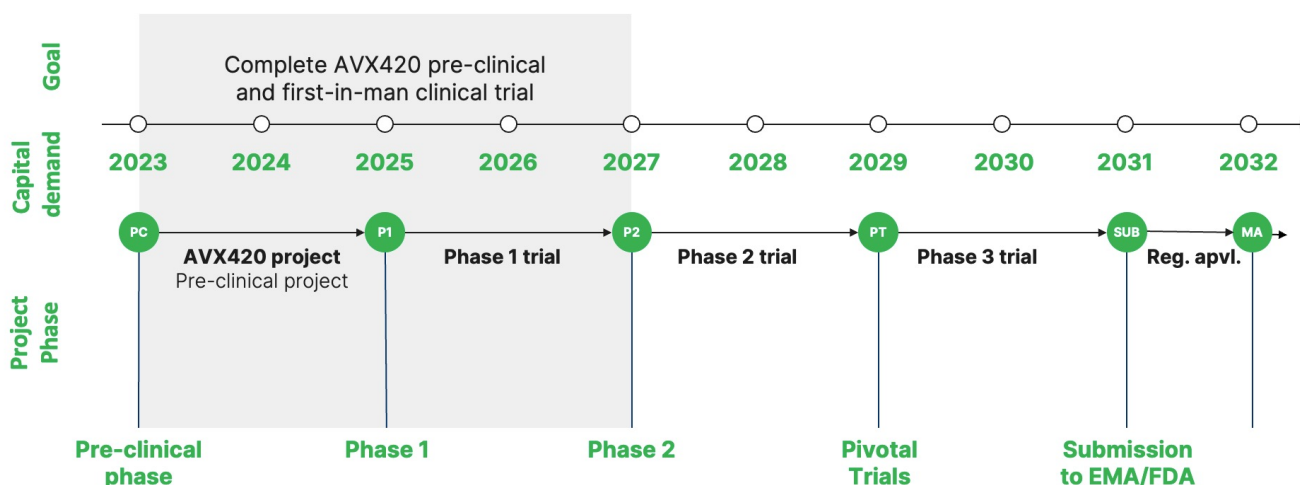 Goal
Complete AVX420 pre-clinical
and first-in-man clinical trial
Capital
demand
2023 2024 2025 2026 2027 2028 2029 2030 2031 2032
PC P1 P2 PT SUB MA
AVX420 project Phase 1 trial Phase 2 trial Phase 3 trial Reg. apvl.
Pre-clinical project
Project
Phase
Pre-clinical
phase
Phase 1
Phase 2
Pivotal
Trials
Submission
to EMA/FDA